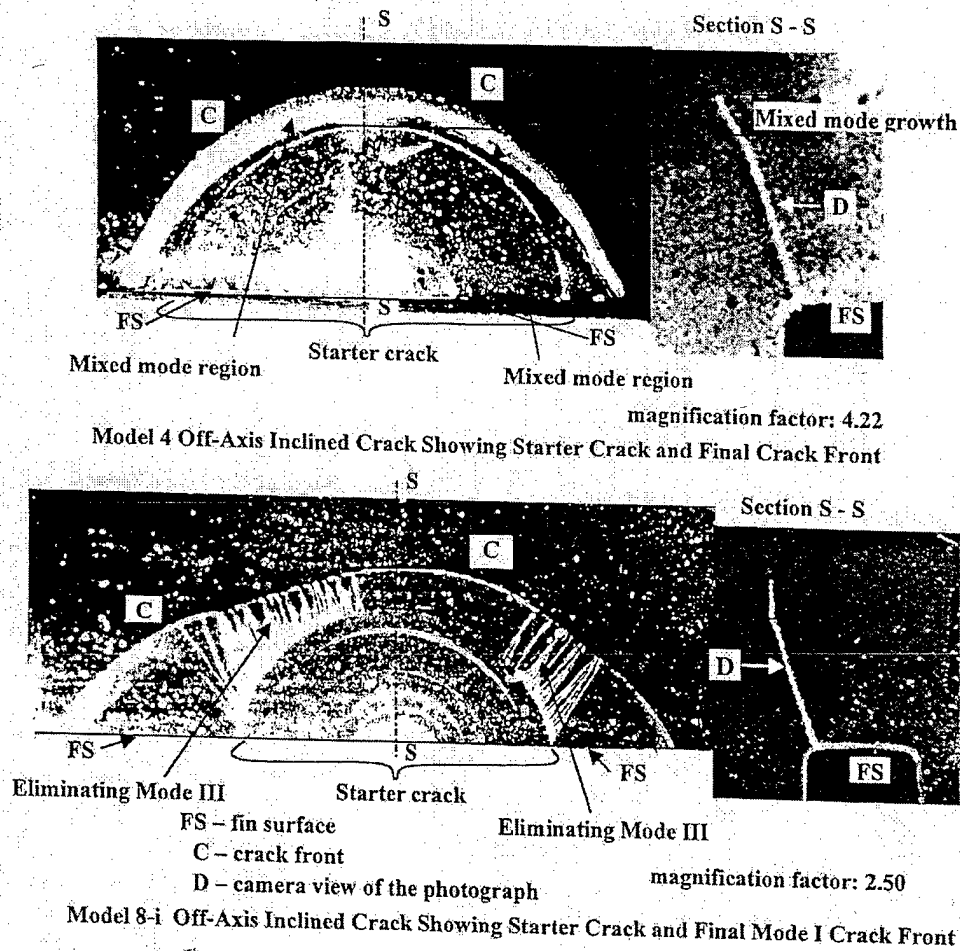 S
Section S - S
C
C
Mixed mode growth
D
S
FS
FS
FS
Starter crack
Mixed mode region
Mixed mode region
magnification factor: 4.22
Model 4 Off-Axis Inclined Crack Showing Starter Crack and Final Crack Front
S
Section S - S
C
C
D
FS
S
FS
FS
Eliminating Mode III
Starter crack
FS – fin surface
Eliminating Mode III
C – crack front
D – camera view of the photograph
magnification factor: 2.50
Model 8-i Off-Axis Inclined Crack Showing Starter Crack and Final Mode I Crack Front